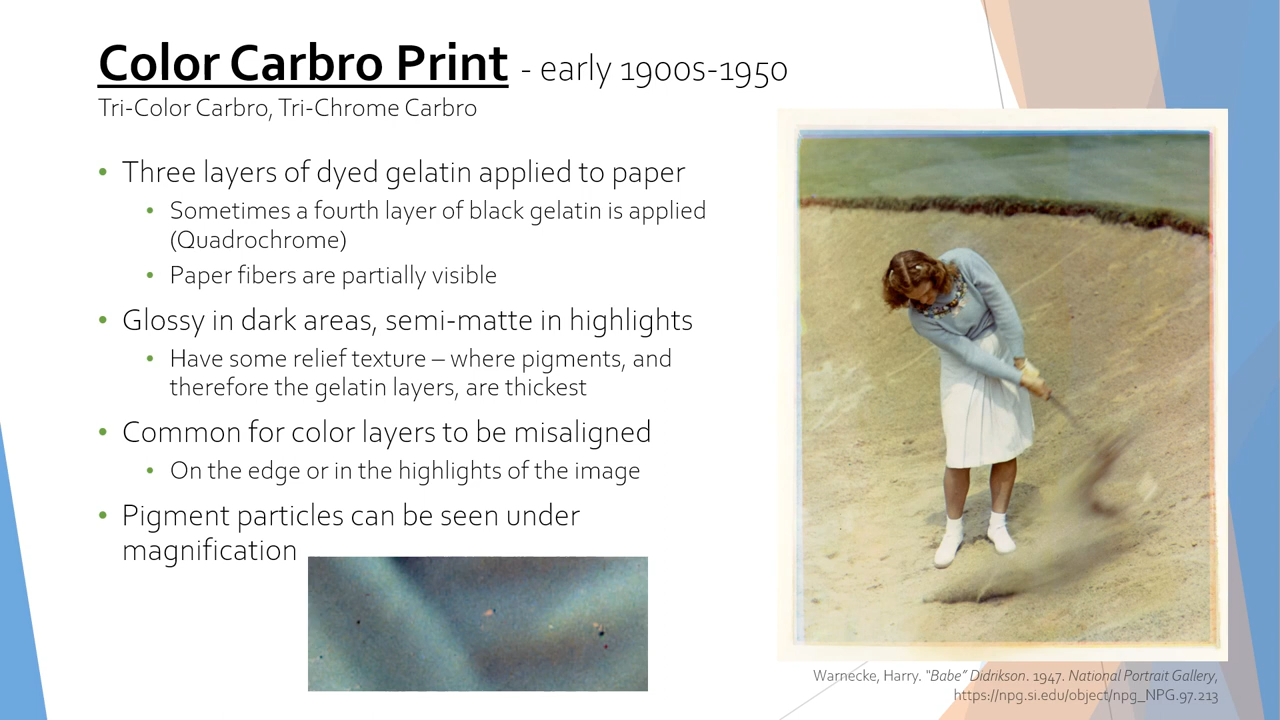 Color Carbro Print - early 1900s-1950
Tri-Color Carbro, Tri-Chrome Carbro
• Three layers of dyed gelatin applied to paper
• Sometimes a fourth layer of black gelatin is applied
(Quadrochrome)
• Paper fibers are partially visible
• Glossy in dark areas, semi-matte in highlights
• Have some relief texture – where pigments, and
therefore the gelatin layers, are thickest
• Common for color layers to be misaligned
• On the edge or in the highlights of the image
• Pigment particles can be seen under
magnification
Warnecke, Harry. "Babe" Didrikson. 1947. National Portrait Gallery,
https://npg.si.edu/object/npg_NPG.97.213